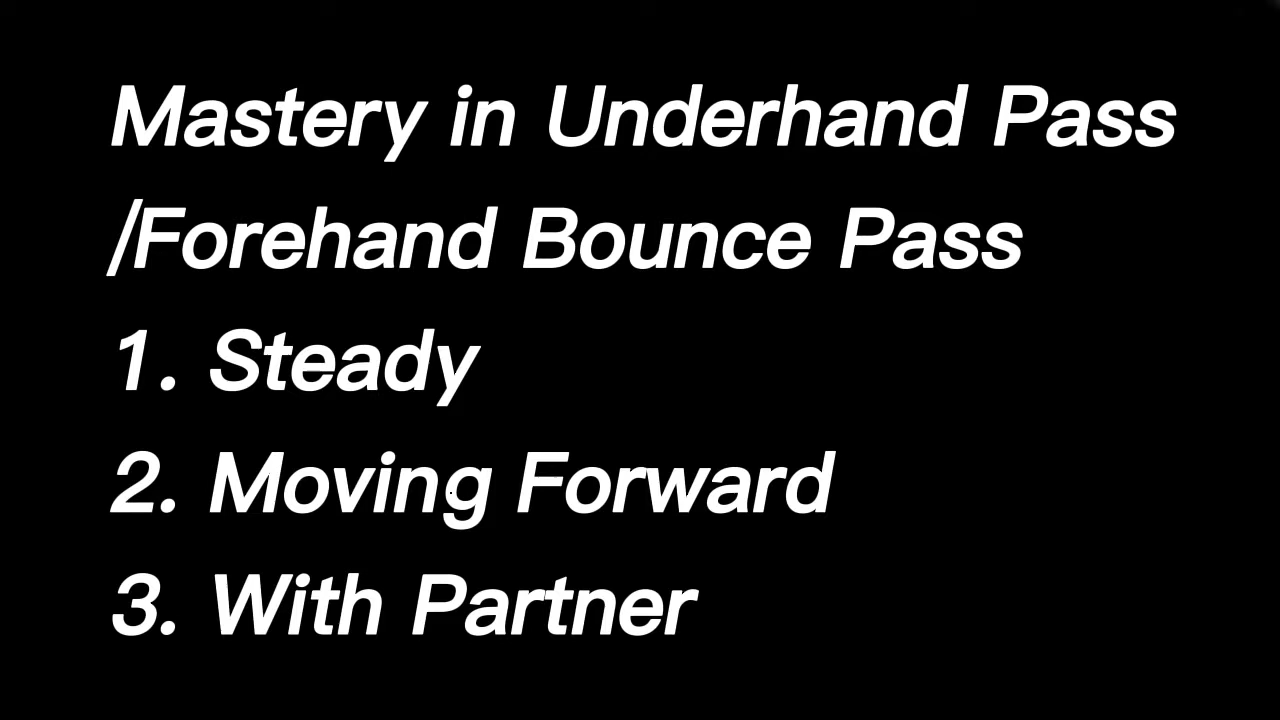 Mastery in Underhand Pass
/Forehand Bounce Pass
1. Steady
2. Moving Forward
3. With Partner